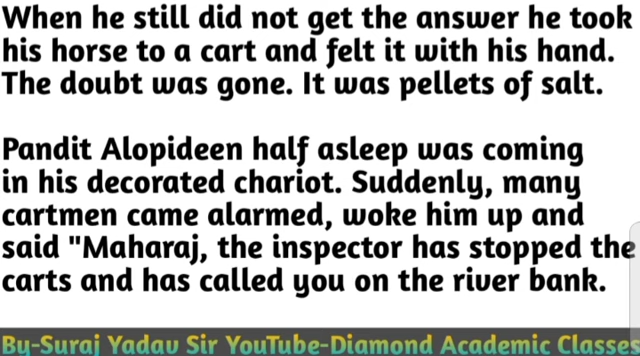 When he still did not get the answer he took
his horse to a cart and felt it with his hand.
The doubt was gone. It was pellets of salt.
Pandit Alopideen half asleep was coming
in his decorated chariot. Suddenly, many
cartmen came alarmed, woke him up and
said "Maharaj, the inspector has stopped the
carts and has called you on the river bank.
By-Suraj Yadav Sir YouTube-Diamond Academic Classes